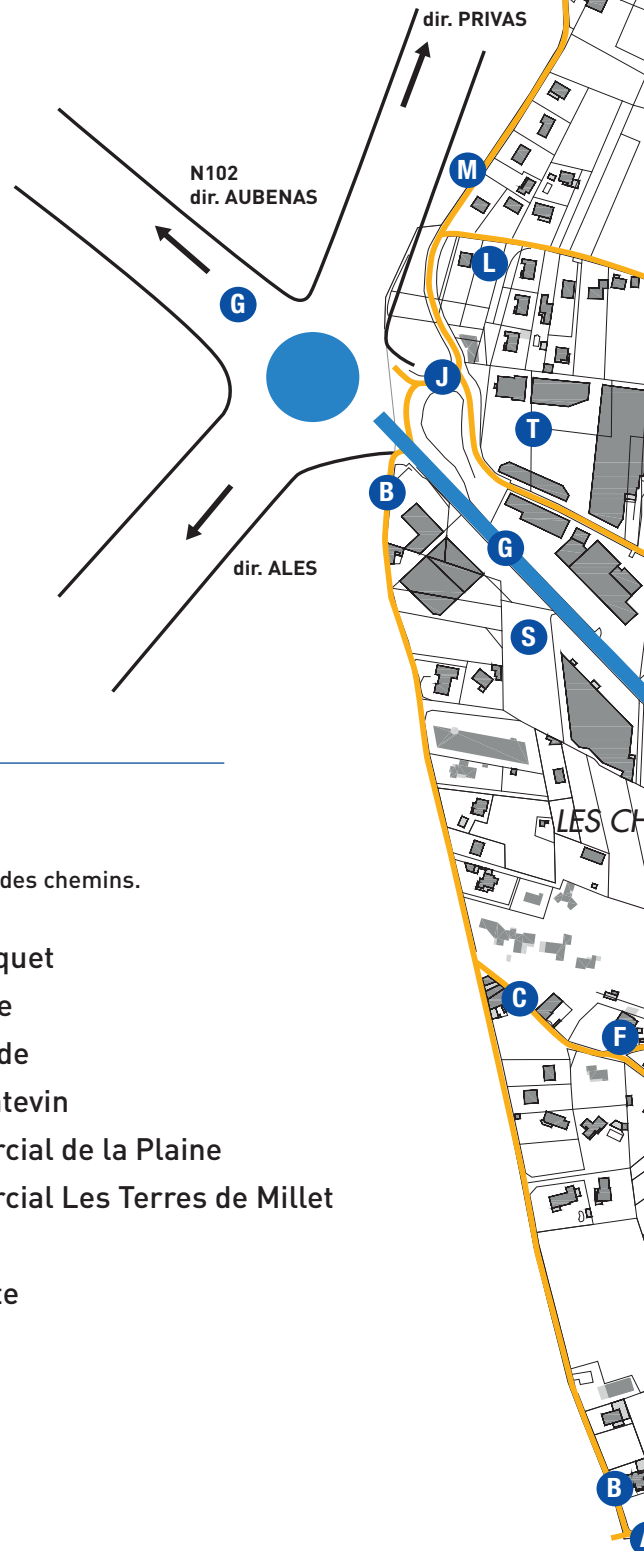 dir. PRIVAS
M
N102
dir. AUBENAS
L
G
J
T
B
G
dir. ALES
S
LES CH
des chemins.
quet
e
C
F
de
tevin
rcial de la Plaine
rcial Les Terres de Millet
te
B